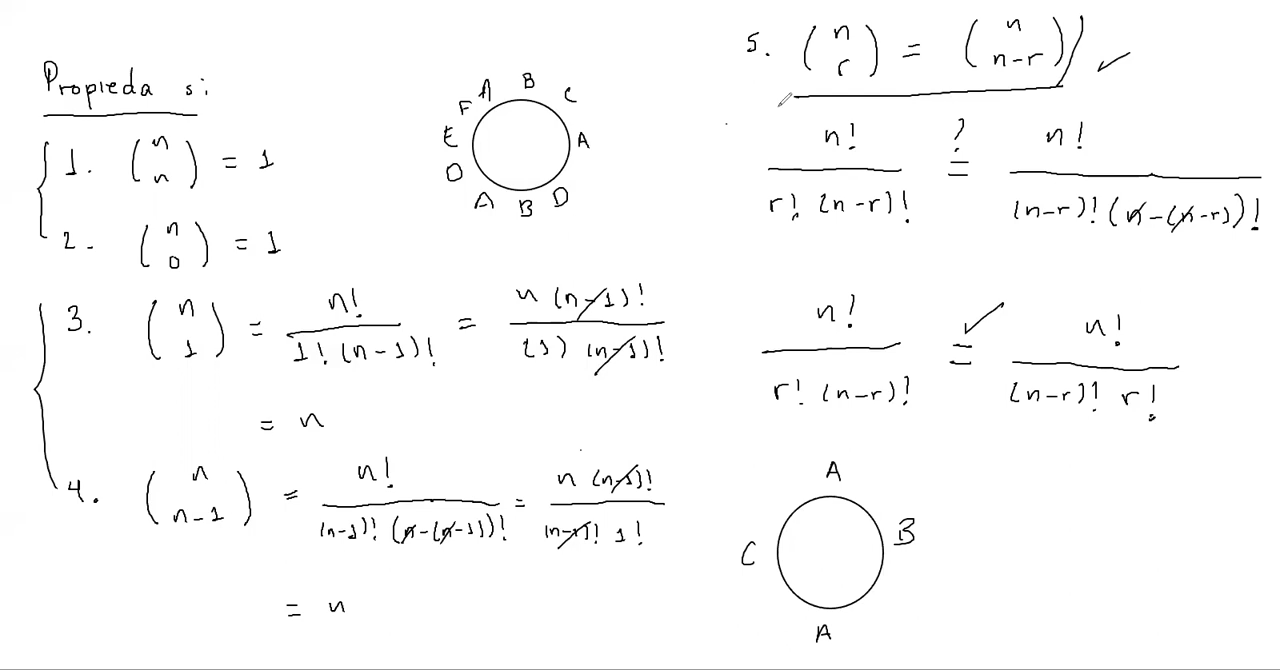 Propieda s:
1. (n n) = 1
2. (n 0) = 1
3. (n 1) = n! / 1! (n-1)! = n (n-1)! / (1) (n-1)!
= n
4. (n n-1) = n! / (n-1)! (n-(n-1))! = n (n-1)! / (n-1)! 1!
= n
A B C A D B A D E F
5. (n r) = (n n-r) ✓
n! / r! (n-r)! ?= n! / (n-r)! (n-(n-r))!
n! / r! (n-r)! =✓ n! / (n-r)! r!
A
C B
A